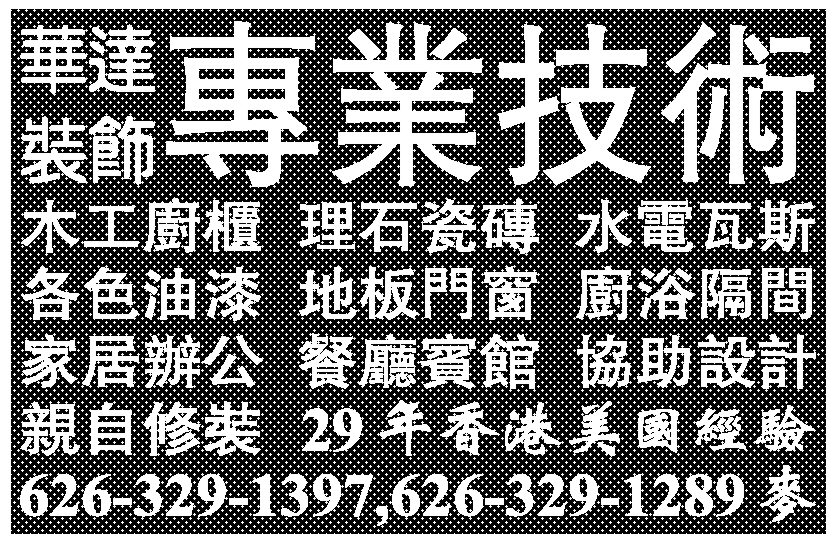 華達裝飾 專業技術
木工廚櫃 理石瓷磚 水電瓦斯
各色油漆 地板門窗 廚浴隔間
家居辦公 餐廳賓館 協助設計
親自修裝 29年香港美國經驗
626-329-1397,626-329-1289 麥